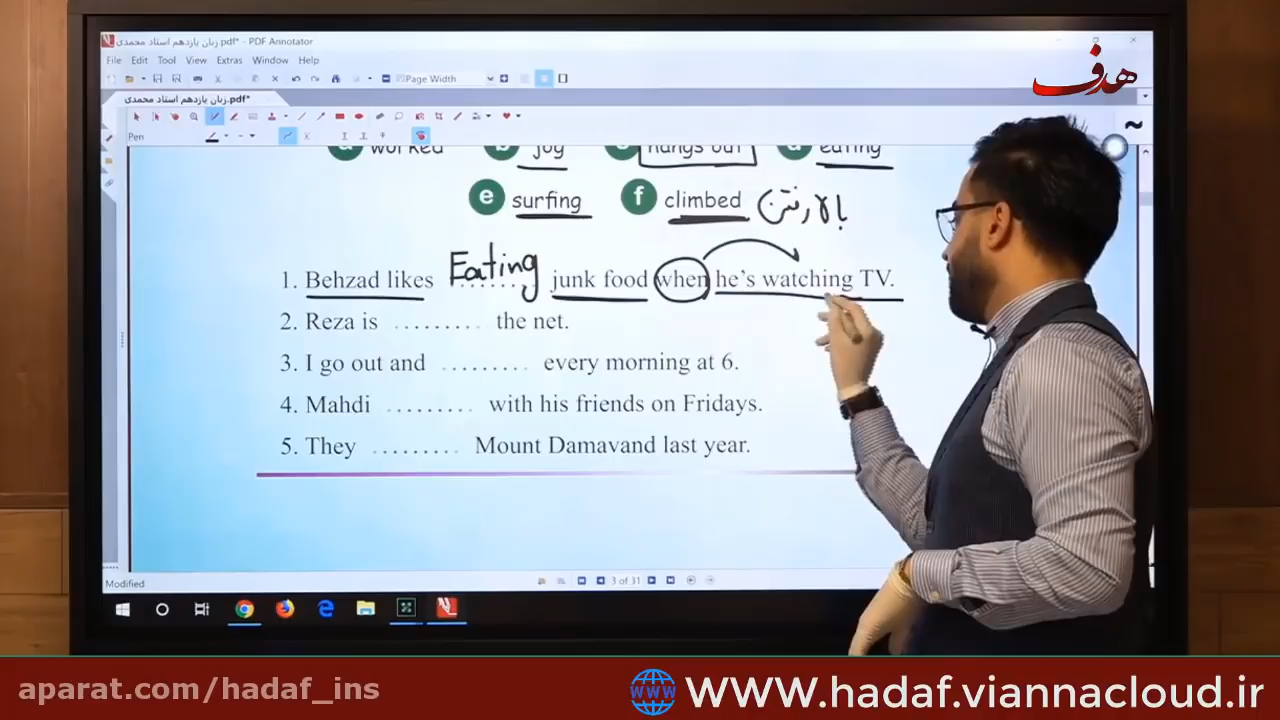 زبان یازدهم استاد محمدی.pdf* - PDF Annotator
File Edit Tool View Extras Window Help
هدف
Page Width
زبان یازدهم استاد محمدی.pdf*
Pen
a worked b joy c hangs out d eating
e surfing f climbed بالا رفتن
1. Behzad likes Eating junk food when he's watching TV.
2. Reza is ......... the net.
3. I go out and ......... every morning at 6.
4. Mahdi ......... with his friends on Fridays.
5. They ......... Mount Damavand last year.
3 of 31
Modified
aparat.com/hadaf_ins
WWW
WWW.hadaf.viannacloud.ir